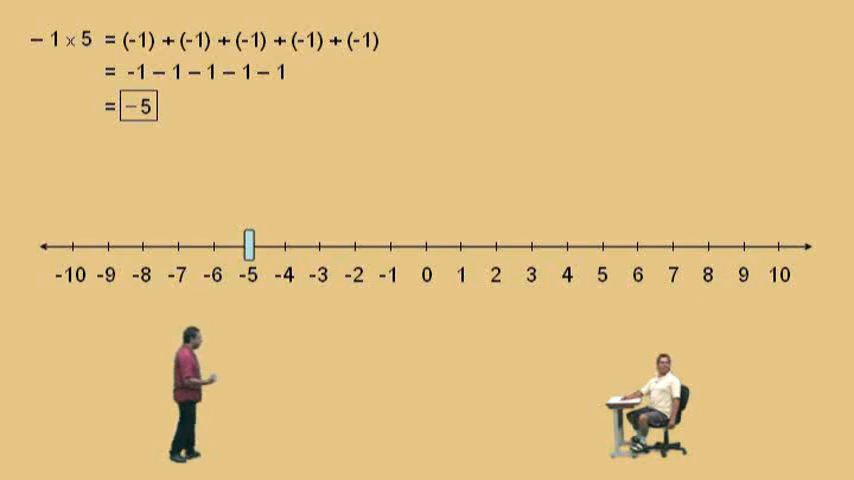 – 1 x 5 = (-1) + (-1) + (-1) + (-1) + (-1)
= -1 – 1 – 1 – 1 – 1
= – 5
-10 -9 -8 -7 -6 -5 -4 -3 -2 -1 0 1 2 3 4 5 6 7 8 9 10